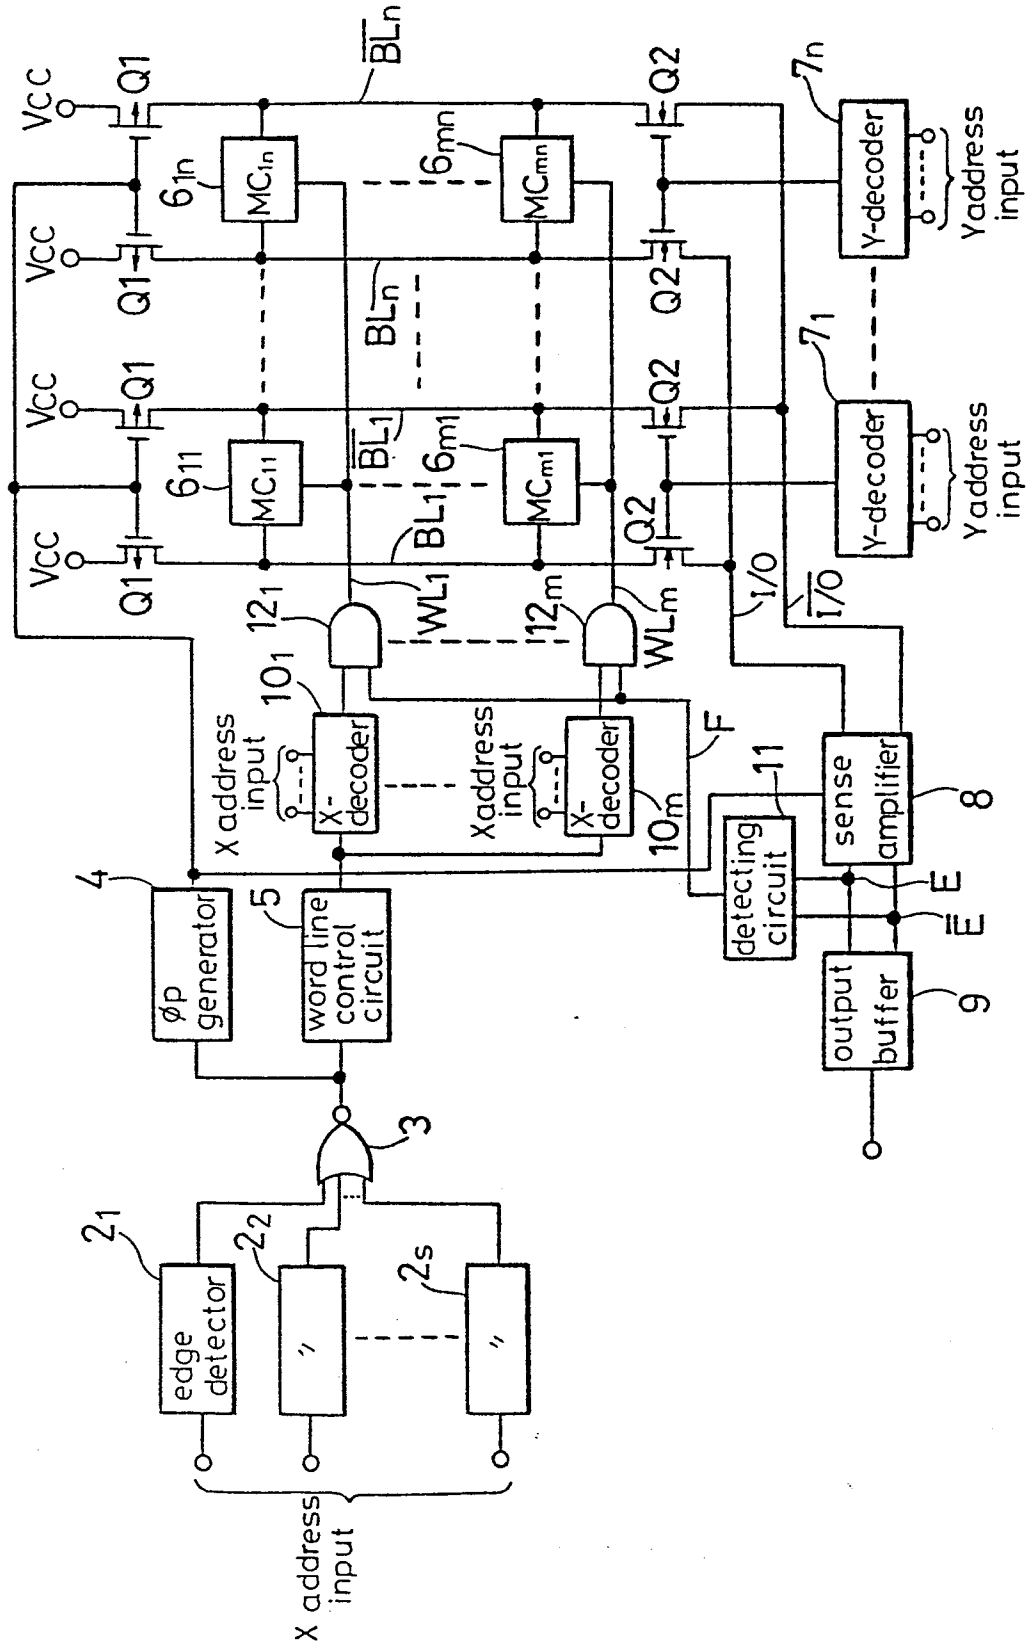 X address
input
edge
detector
2₁
〃
2₂
〃
2s
3
4
øp
generator
5
word line
control
circuit
X address
input
X-
decoder
10₁
X address
input
X-
decoder
10m
12₁
12m
WL₁
WLm
F
Vcc
Q1
Vcc
Q1
Vcc
Q1
Vcc
Q1
MC₁₁
6₁₁
MC₁n
6₁n
MCm₁
6m₁
MCmn
6mn
BL₁
B̅L̅₁
BLn
B̅L̅n
Q2
Q2
Q2
Q2
I/O
I̅/̅O̅
Y-decoder
7₁
Y address
input
Y-decoder
7n
Y address
input
detecting
circuit
11
sense
amplifier
8
E
E̅
output
buffer
9